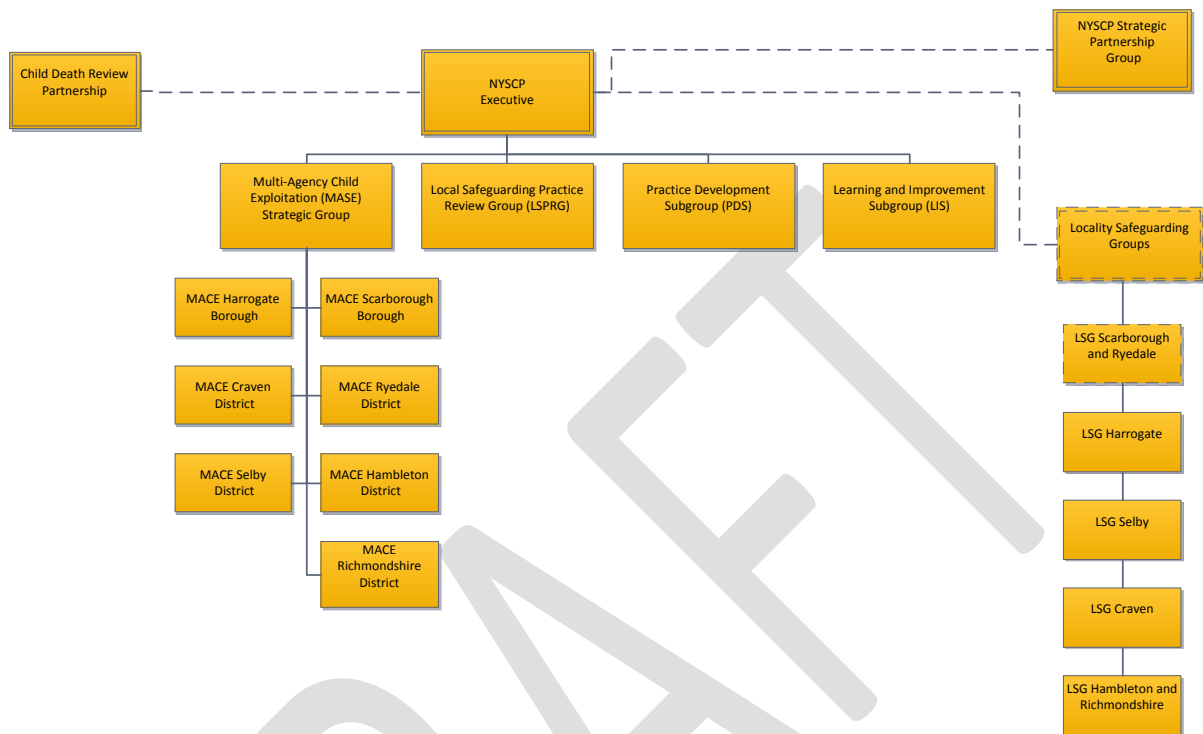 NYSCP Strategic
Partnership
Group
Child Death Review
Partnership
NYSCP
Executive
Multi-Agency Child
Exploitation (MASE)
Strategic Group
Local Safeguarding Practice
Review Group (LSPRG)
Practice Development
Subgroup (PDS)
Learning and Improvement
Subgroup (LIS)
Locality Safeguarding
Groups
MACE Harrogate
Borough
MACE Scarborough
Borough
MACE Craven
District
MACE Ryedale
District
MACE Selby
District
MACE Hambleton
District
MACE
Richmondshire
District
LSG Scarborough
and Ryedale
LSG Harrogate
LSG Selby
LSG Craven
LSG Hambleton and
Richmondshire
DRAFT